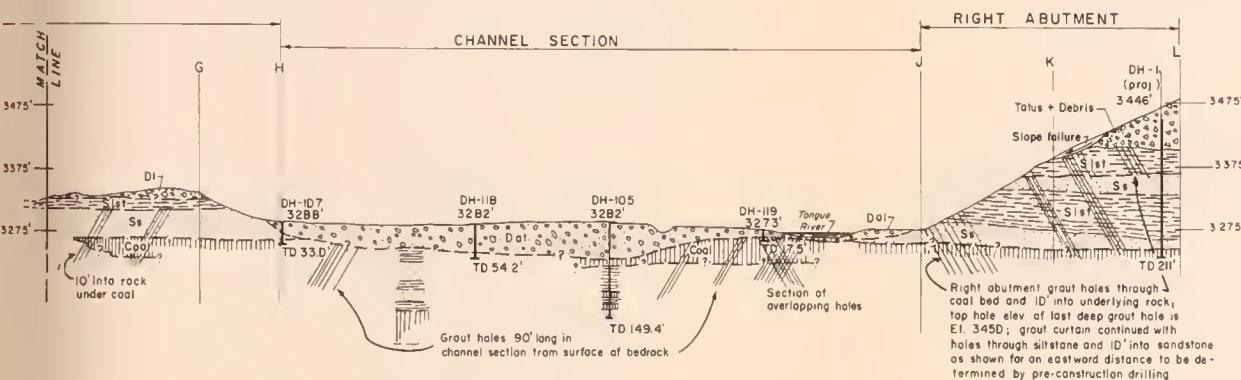 RIGHT ABUTMENT
CHANNEL SECTION
MATCH LINE
G
H
J
K
L
DH-1
(proj)
3446'
3475'
3475'
Talus + Debris
Slope failure
3375'
3375'
Dl
Slst
Slst
Ss
DH-107
3288'
DH-118
3282'
DH-105
3282'
DH-119
3273'
Tongue
River
Dal
Slst
Ss
Dal
Ss
3275'
3275'
Coal
Coal
TD 33.0'
TD 54.2'
TD 17.5'
TD 211'
10' into rock
under coal
Section of
overlapping holes
TD 149.4'
Grout holes 90' long in
channel section from surface of bedrock
Right abutment grout holes through
coal bed and 10' into underlying rock;
top hole elev of last deep grout hole is
El. 3450; grout curtain continued with
holes through siltstone and 10' into sandstone
as shown for an eastward distance to be de-
termined by pre-construction drilling